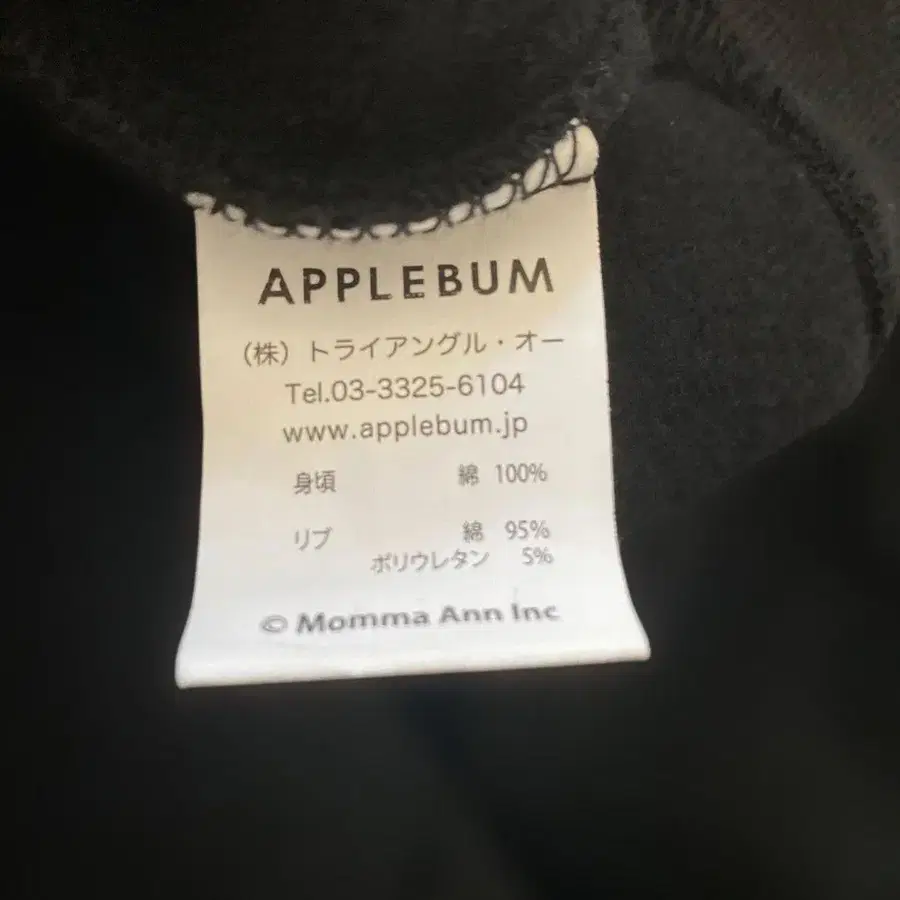 APPLEBUM
（株）トライアングル・オー
Tel.03-3325-6104
www.applebum.jp
身頃 綿 100%
リブ 綿 95%
ポリウレタン 5%
© Momma Ann Inc